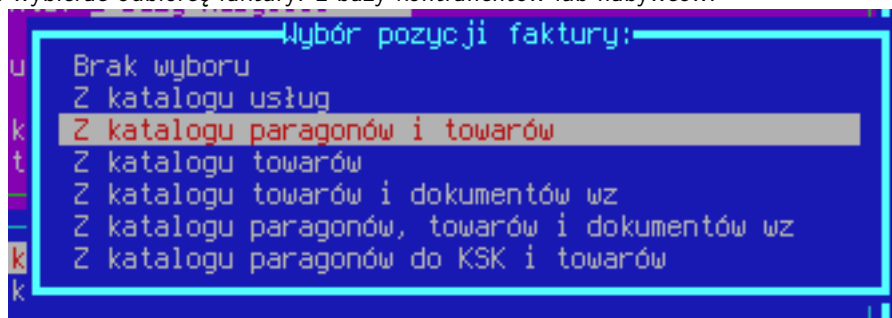 Wybór pozycji faktury:
Brak wyboru
Z katalogu usług
Z katalogu paragonów i towarów
Z katalogu towarów
Z katalogu towarów i dokumentów wz
Z katalogu paragonów, towarów i dokumentów wz
Z katalogu paragonów do KSK i towarów